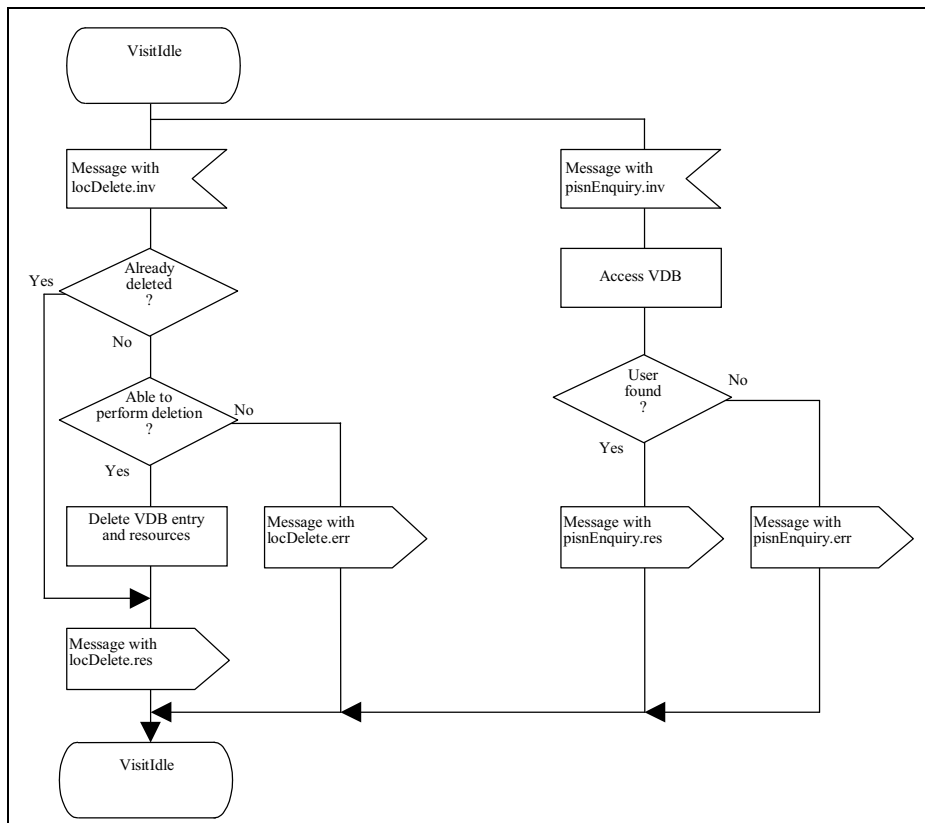 VisitIdle
Message with
locDelete.inv
Message with
pisnEnquiry.inv
Already
deleted
?
Yes
No
Access VDB
Able to
perform deletion
?
No
Yes
User
found
?
No
Yes
Delete VDB entry
and resources
Message with
locDelete.err
Message with
pisnEnquiry.res
Message with
pisnEnquiry.err
Message with
locDelete.res
VisitIdle